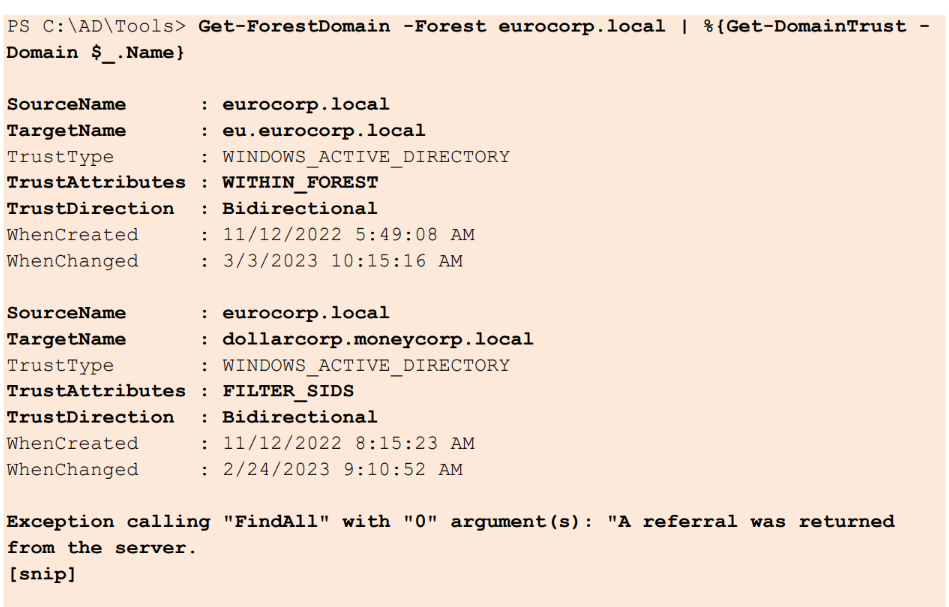 PS C:\AD\Tools> Get-ForestDomain -Forest eurocorp.local | %{Get-DomainTrust -
Domain $_.Name}
SourceName : eurocorp.local
TargetName : eu.eurocorp.local
TrustType : WINDOWS_ACTIVE_DIRECTORY
TrustAttributes : WITHIN_FOREST
TrustDirection : Bidirectional
WhenCreated : 11/12/2022 5:49:08 AM
WhenChanged : 3/3/2023 10:15:16 AM
SourceName : eurocorp.local
TargetName : dollarcorp.moneycorp.local
TrustType : WINDOWS_ACTIVE_DIRECTORY
TrustAttributes : FILTER_SIDS
TrustDirection : Bidirectional
WhenCreated : 11/12/2022 8:15:23 AM
WhenChanged : 2/24/2023 9:10:52 AM
Exception calling "FindAll" with "0" argument(s): "A referral was returned
from the server.
[snip]